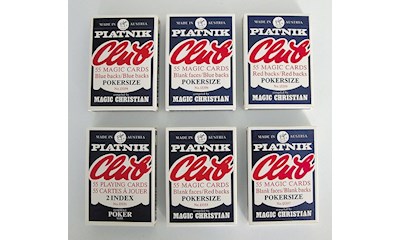 MADE IN AUSTRIA
PIATNIK
Club
55 MAGIC CARDS
Blue backs/Blue backs
POKERSIZE
MAGIC CHRISTIAN
MADE IN AUSTRIA
PIATNIK
Club
55 MAGIC CARDS
Blank faces/Blue backs
POKERSIZE
MAGIC CHRISTIAN
MADE IN AUSTRIA
PIATNIK
Club
55 MAGIC CARDS
Red backs/Red backs
POKERSIZE
MAGIC CHRISTIAN
MADE IN AUSTRIA
PIATNIK
Club
55 PLAYING CARDS
55 CARTES À JOUER
2 INDEX
POKER
MADE IN AUSTRIA
PIATNIK
Club
55 MAGIC CARDS
Blank faces/Red backs
POKERSIZE
MAGIC CHRISTIAN
MADE IN AUSTRIA
PIATNIK
Club
55 MAGIC CARDS
Blank faces/Blank backs
POKERSIZE
MAGIC CHRISTIAN